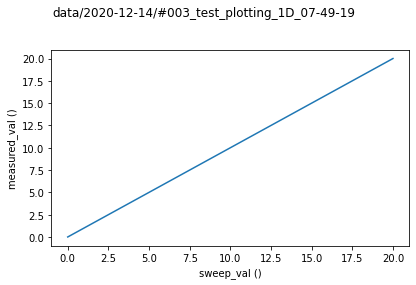 data/2020-12-14/#003_test_plotting_1D_07-49-19
20.0
17.5
15.0
12.5
10.0
7.5
5.0
2.5
0.0
measured_val ()
0.0 2.5 5.0 7.5 10.0 12.5 15.0 17.5 20.0
sweep_val ()